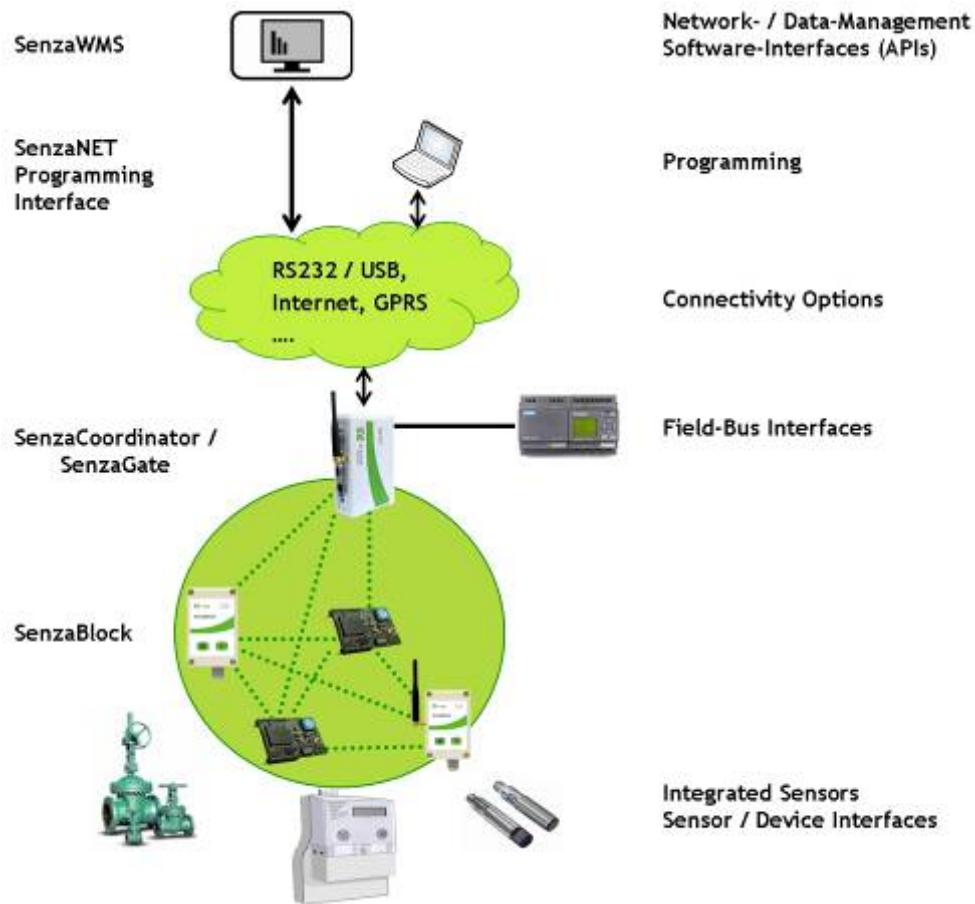 SenzaWMS
Network- / Data-Management
Software-Interfaces (APIs)
SenzaNET
Programming
Interface
Programming
RS232 / USB,
Internet, GPRS
....
Connectivity Options
SenzaCoordinator /
SenzaGate
Field-Bus Interfaces
SenzaBlock
Integrated Sensors
Sensor / Device Interfaces